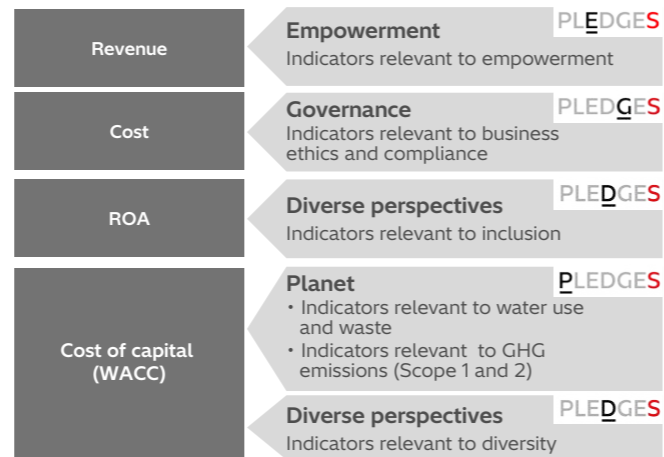 Revenue
Empowerment
PLEDGES
Indicators relevant to empowerment
Cost
Governance
PLEDGES
Indicators relevant to business
ethics and compliance
ROA
Diverse perspectives
PLEDGES
Indicators relevant to inclusion
Cost of capital
(WACC)
Planet
PLEDGES
• Indicators relevant to water use
and waste
• Indicators relevant to GHG
emissions (Scope 1 and 2)
Diverse perspectives
PLEDGES
Indicators relevant to diversity